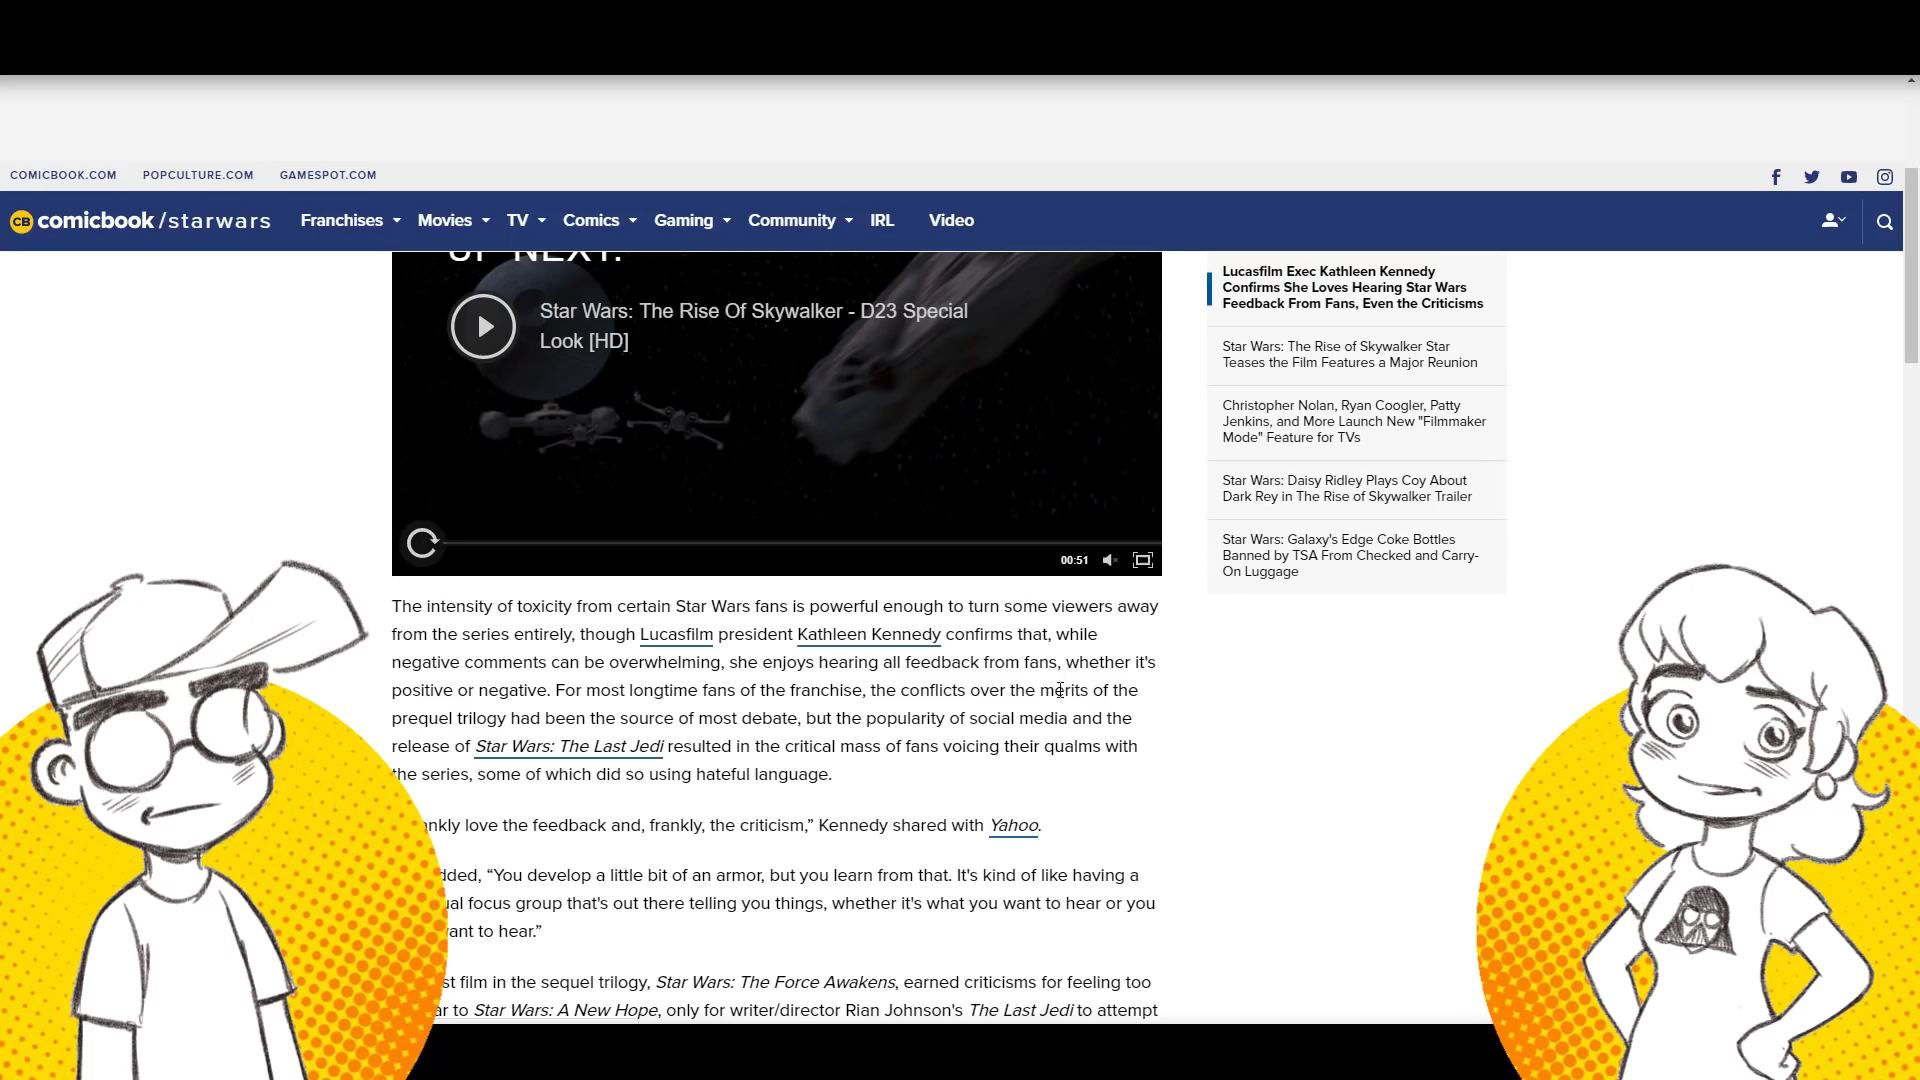 COMICBOOK.COM POPCULTURE.COM GAMESPOT.COM
CB comicbook/starwars Franchises Movies TV Comics Gaming Community IRL Video
UP NEXT:
Star Wars: The Rise Of Skywalker - D23 Special
Look [HD]
00:51
Lucasfilm Exec Kathleen Kennedy
Confirms She Loves Hearing Star Wars
Feedback From Fans, Even the Criticisms
Star Wars: The Rise of Skywalker Star
Teases the Film Features a Major Reunion
Christopher Nolan, Ryan Coogler, Patty
Jenkins, and More Launch New "Filmmaker
Mode" Feature for TVs
Star Wars: Daisy Ridley Plays Coy About
Dark Rey in The Rise of Skywalker Trailer
Star Wars: Galaxy's Edge Coke Bottles
Banned by TSA From Checked and Carry-
On Luggage
The intensity of toxicity from certain Star Wars fans is powerful enough to turn some viewers away
from the series entirely, though Lucasfilm president Kathleen Kennedy confirms that, while
negative comments can be overwhelming, she enjoys hearing all feedback from fans, whether it's
positive or negative. For most longtime fans of the franchise, the conflicts over the merits of the
prequel trilogy had been the source of most debate, but the popularity of social media and the
release of Star Wars: The Last Jedi resulted in the critical mass of fans voicing their qualms with
the series, some of which did so using hateful language.
love the feedback and, frankly, the criticism,” Kennedy shared with Yahoo.
“You develop a little bit of an armor, but you learn from that. It's kind of like having a
focus group that's out there telling you things, whether it's what you want to hear or you
to hear.”
film in the sequel trilogy, Star Wars: The Force Awakens, earned criticisms for feeling too
to Star Wars: A New Hope, only for writer/director Rian Johnson's The Last Jedi to attempt